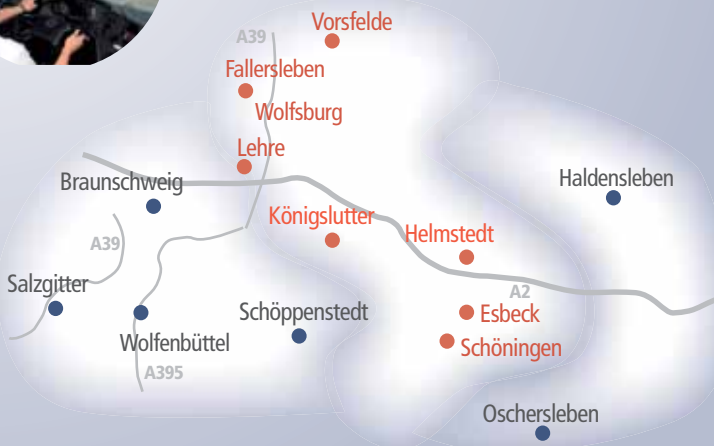 Vorsfelde
A39
Fallersleben
Wolfsburg
Lehre
Braunschweig
Haldensleben
Königslutter
Helmstedt
A39
Salzgitter
A2
Schöppenstedt
Esbeck
Wolfenbüttel
Schöningen
A395
Oschersleben